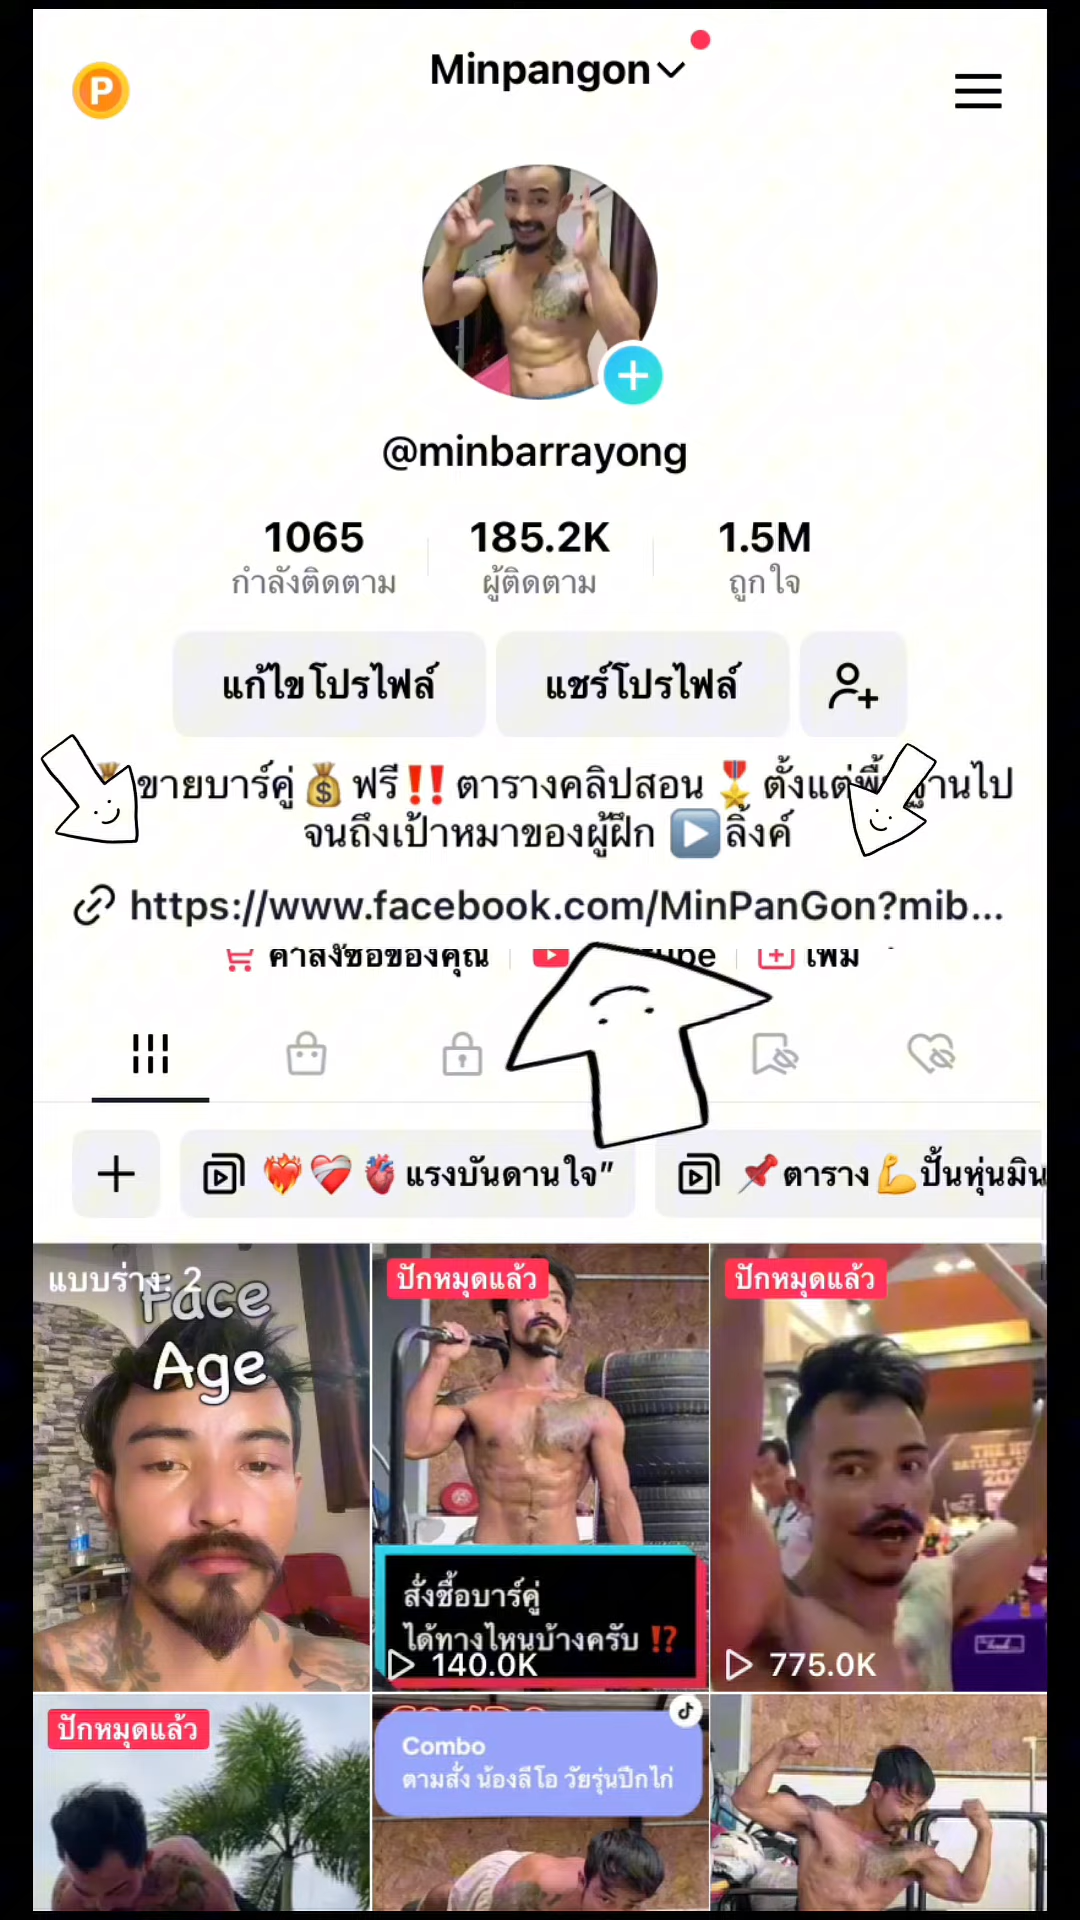 P
Minpangon
@minbarrayong
1065
185.2K
1.5M
กำลังติดตาม
ผู้ติดตาม
ถูกใจ
แก้ไขโปรไฟล์
แชร์โปรไฟล์
ขายบาร์คู่ 💰 ฟรี‼️ ตารางคลิปสอน 🎖️ ตั้งแต่พื้นฐานไป
จนถึงเป้าหมาของผู้ฝึก ▶️ลิ้งค์
https://www.facebook.com/MinPanGon?mib...
คำสั่งซื้อของคุณ
เพิ่ม
❤️‍🔥 ❤️‍🩹 🫀 แรงบันดานใจ”
📌 ตาราง 💪 ปั้นหุ่นมิน
แบบร่าง: 2
Face
Age
ปักหมุดแล้ว
สั่งซื้อบาร์คู่
ได้ทางไหนบ้างครับ ⁉️
140.0K
ปักหมุดแล้ว
775.0K
ปักหมุดแล้ว
Combo
ตามสั่ง น้องลีโอ วัยรุ่นปีกไก่